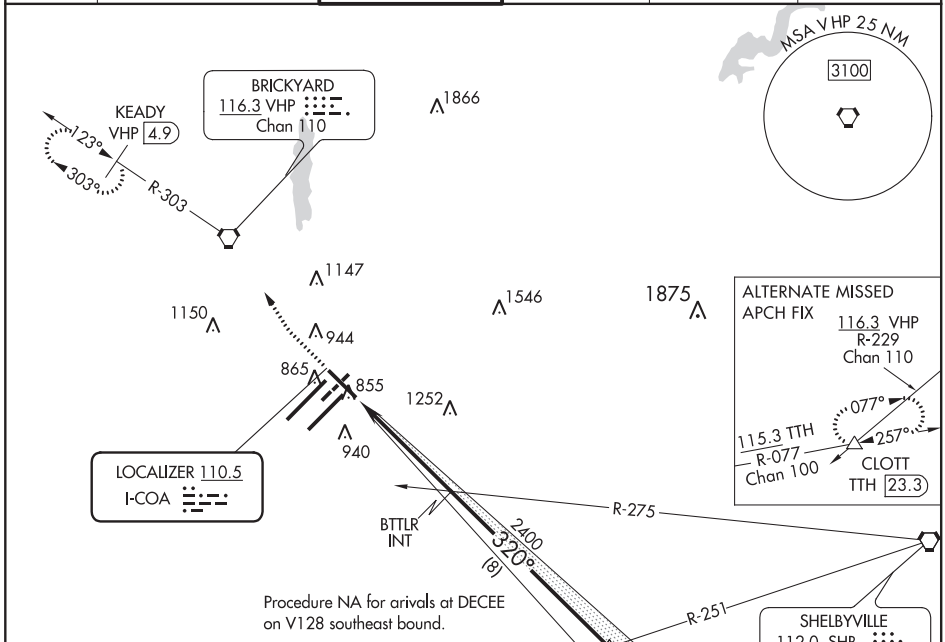 MSA VHP 25 NM
3100
BRICKYARD
116.3 VHP
Chan 110
1866
KEADY
VHP 4.9
123°
303°
R-303
1147
1150
1546
1875
944
865
855
1252
940
ALTERNATE MISSED
APCH FIX
116.3 VHP
R-229
Chan 110
077°
257°
115.3 TTH
R-077
Chan 100
CLOTT
TTH 23.3
LOCALIZER 110.5
I-COA
BTTLR
INT
R-275
2400
320°
(8)
R-251
Procedure NA for arivals at DECEE
on V128 southeast bound.
SHELBYVILLE
112.0 SHB